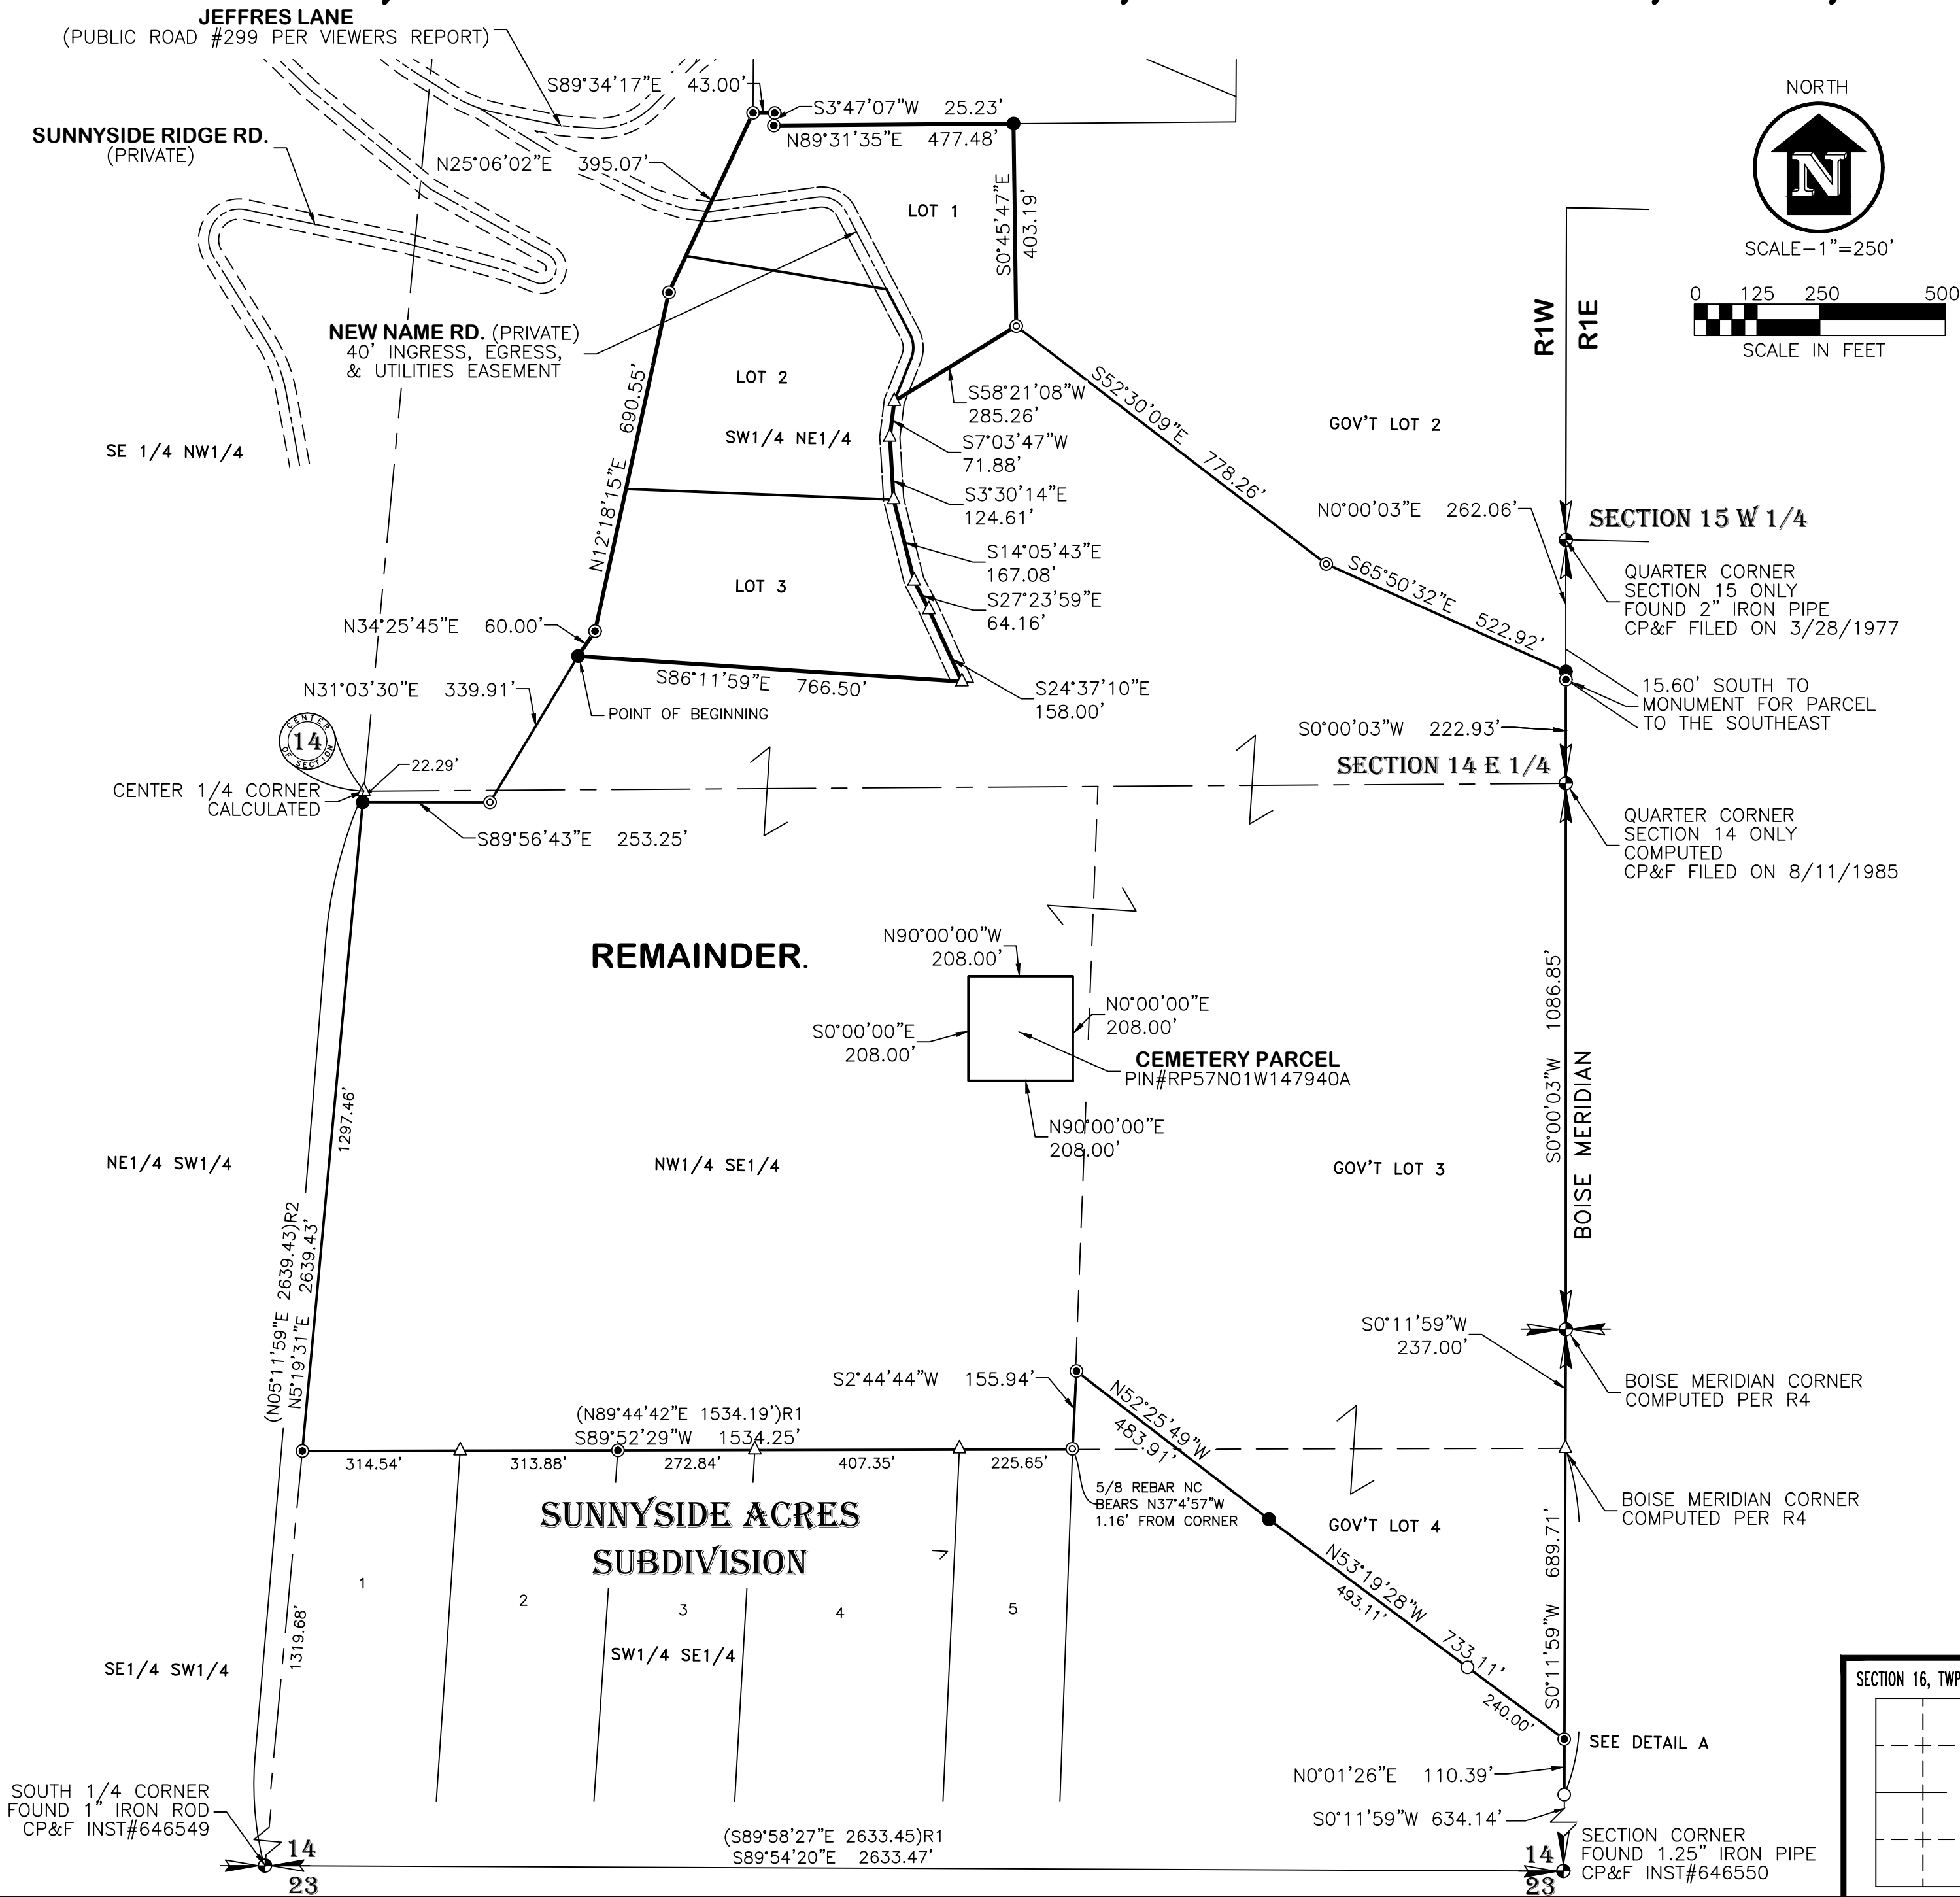 JEFFRES LANE
(PUBLIC ROAD #299 PER VIEWERS REPORT)
S89°34'17"E 43.00'
S3°47'07"W 25.23'
N89°31'35"E 477.48'
SUNNYSIDE RIDGE RD.
(PRIVATE)
N25°06'02"E 395.07'
LOT 1
S0°45'47"E
403.19'
NORTH
N
SCALE-1"=250'
0 125 250 500
SCALE IN FEET
R1W
R1E
NEW NAME RD. (PRIVATE)
40' INGRESS, EGRESS,
& UTILITIES EASEMENT
LOT 2
SW1/4 NE1/4
N12°18'15"E 690.55'
S58°21'08"W
285.26'
S7°03'47"W
71.88'
S3°30'14"E
124.61'
S14°05'43"E
167.08'
S27°23'59"E
64.16'
S52°30'09"E 778.26'
GOV'T LOT 2
SE 1/4 NW1/4
N0°00'03"E 262.06'
SECTION 15 W 1/4
QUARTER CORNER
SECTION 15 ONLY
FOUND 2" IRON PIPE
CP&F FILED ON 3/28/1977
S65°50'32"E 522.92'
LOT 3
N34°25'45"E 60.00'
S86°11'59"E 766.50'
S24°37'10"E
158.00'
15.60' SOUTH TO
MONUMENT FOR PARCEL
TO THE SOUTHEAST
N31°03'30"E 339.91'
POINT OF BEGINNING
S0°00'03"W 222.93'
CENTER
14
OF SECTION
22.29'
SECTION 14 E 1/4
CENTER 1/4 CORNER
CALCULATED
S89°56'43"E 253.25'
QUARTER CORNER
SECTION 14 ONLY
COMPUTED
CP&F FILED ON 8/11/1985
REMAINDER.
N90°00'00"W
208.00'
N0°00'00"E
208.00'
S0°00'00"E
208.00'
CEMETERY PARCEL
PIN#RP57N01W147940A
N90°00'00"E
208.00'
S0°00'03"W 1086.85'
BOISE MERIDIAN
1297.46'
NE1/4 SW1/4
NW1/4 SE1/4
GOV'T LOT 3
(N05°11'59"E 2639.43)R2
N5°19'31"E 2639.43'
S0°11'59"W
237.00'
BOISE MERIDIAN CORNER
COMPUTED PER R4
S2°44'44"W 155.94'
N52°25'49"W
483.91'
(N89°44'42"E 1534.19')R1
S89°52'29"W 1534.25'
314.54' 313.88' 272.84' 407.35' 225.65'
5/8 REBAR NC
BEARS N37°4'57"W
1.16' FROM CORNER
BOISE MERIDIAN CORNER
COMPUTED PER R4
SUNNYSIDE ACRES
SUBDIVISION
GOV'T LOT 4
1 2 3 4 5
N53°19'28"W 733.11'
493.11'
240.00'
S0°11'59"W 689.71'
1319.68'
SE1/4 SW1/4
SW1/4 SE1/4
SECTION 16, TWP
SEE DETAIL A
N0°01'26"E 110.39'
S0°11'59"W 634.14'
SOUTH 1/4 CORNER
FOUND 1" IRON ROD
CP&F INST#646549
14
23
(S89°58'27"E 2633.45)R1
S89°54'20"E 2633.47'
SECTION CORNER
FOUND 1.25" IRON PIPE
CP&F INST#646550
14
23